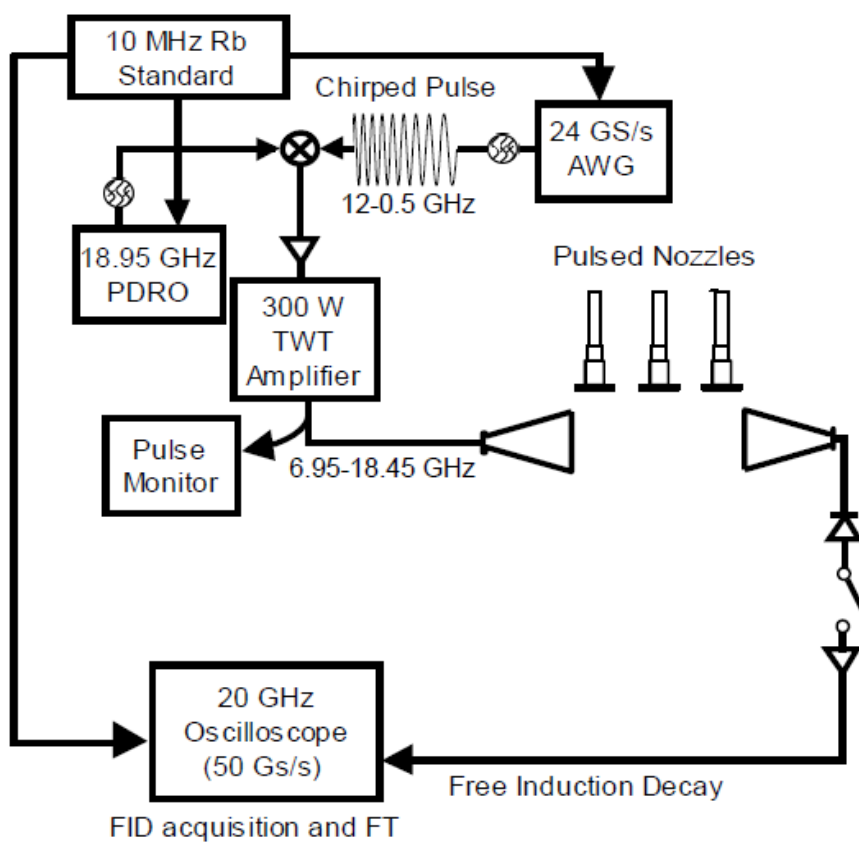 10 MHz Rb
Standard
Chirped Pulse
24 GS/s
AWG
12-0.5 GHz
18.95 GHz
PDRO
Pulsed Nozzles
300 W
TWT
Amplifier
Pulse
Monitor
6.95-18.45 GHz
20 GHz
Oscilloscope
(50 Gs/s)
Free Induction Decay
FID acquisition and FT